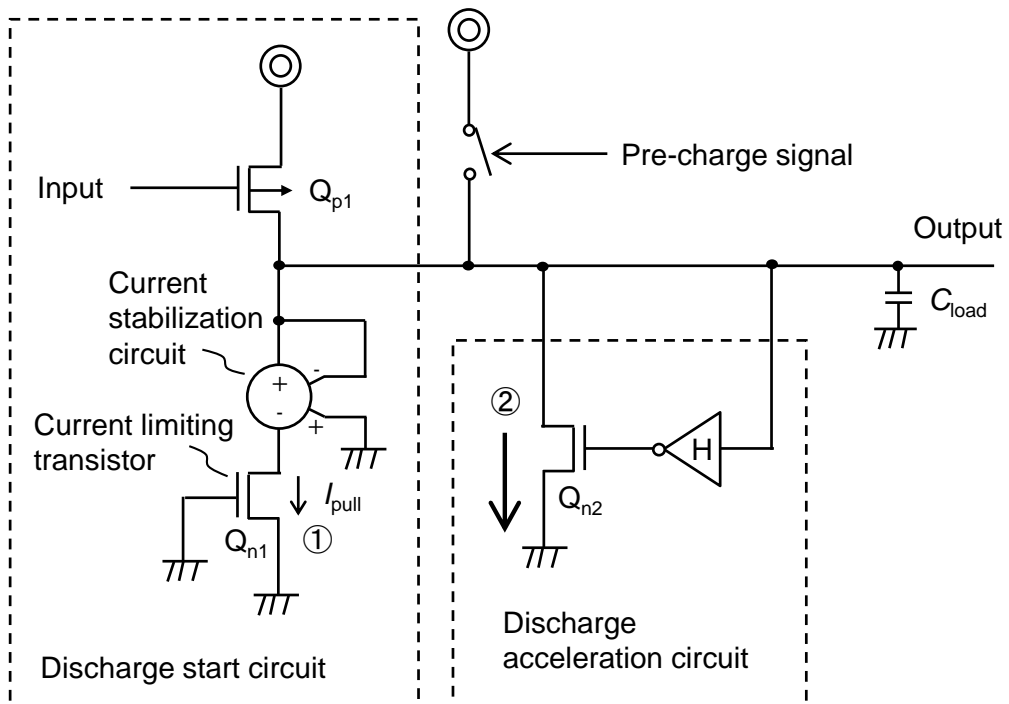 Pre-charge signal
Input
Qp1
Output
Current
stabilization
circuit
-
+
-
+
Cload
②
Current limiting
transistor
H
Ipull
Qn2
Qn1
①
Discharge
acceleration circuit
Discharge start circuit